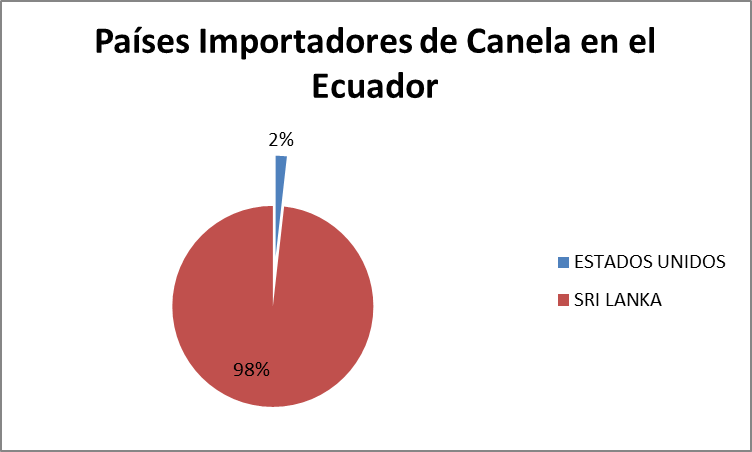 Países Importadores de Canela en el
Ecuador
2%
ESTADOS UNIDOS
SRI LANKA
98%